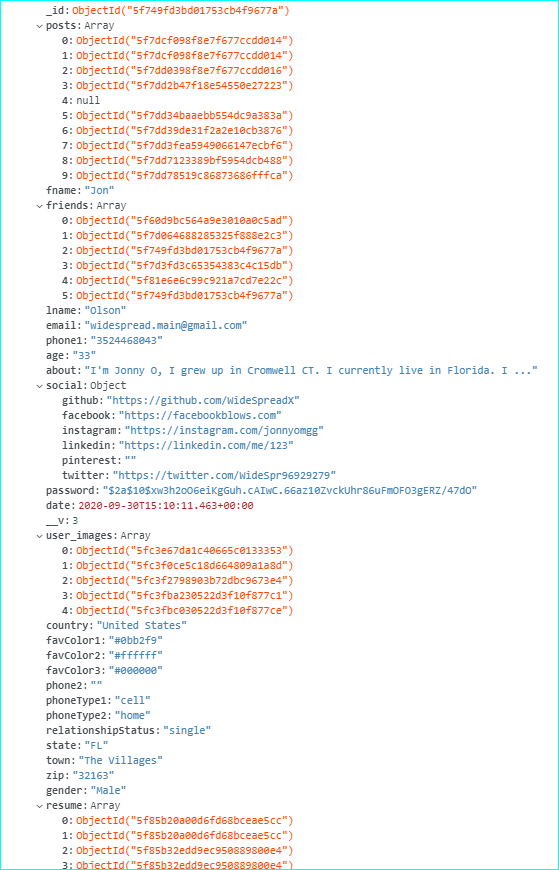 _id: ObjectId("5f749fd3bd01753cb4f9677a")
posts: Array
0: ObjectId("5f7dcf098f8e7f677ccdd014")
1: ObjectId("5f7dcf098f8e7f677ccdd014")
2: ObjectId("5f7dd0398f8e7f677ccdd016")
3: ObjectId("5f7dd2b47f18e54550e27223")
4: null
5: ObjectId("5f7dd34baaebb554dc9a383a")
6: ObjectId("5f7dd39de31f2a2e10cb3876")
7: ObjectId("5f7dd3fea5949066147ecbf6")
8: ObjectId("5f7dd7123389bf5954dcb488")
9: ObjectId("5f7dd78519c86873686fffca")
fname: "Jon"
friends: Array
0: ObjectId("5f60d9bc564a9e3010a0c5ad")
1: ObjectId("5f7d064688285325f888e2c3")
2: ObjectId("5f749fd3bd01753cb4f9677a")
3: ObjectId("5f7d3fd3c65354383c4c15db")
4: ObjectId("5f81e6e6c99c921a7cd7e22c")
5: ObjectId("5f749fd3bd01753cb4f9677a")
lname: "Olson"
email: "widespread.main@gmail.com"
phone1: "3524468043"
age: "33"
about: "I'm Jonny O, I grew up in Cromwell CT. I currently live in Florida. I ..."
social: Object
github: "https://github.com/WideSpreadX"
facebook: "https://facebookblows.com"
instagram: "https://instagram.com/jonnyomgg"
linkedin: "https://linkedin.com/me/123"
pinterest: ""
twitter: "https://twitter.com/WideSpr96929279"
password: "$2a$10$xw3h2oO6eiKgGuh.cAIwC.66az10ZvckUhr86uFmOFO3gERZ/47dO"
date: 2020-09-30T15:10:11.463+00:00
__v: 3
user_images: Array
0: ObjectId("5fc3e67da1c40665c0133353")
1: ObjectId("5fc3f0ce5c18d664809a1a8d")
2: ObjectId("5fc3f2798903b72dbc9673e4")
3: ObjectId("5fc3fba230522d3f10f877c1")
4: ObjectId("5fc3fbc030522d3f10f877ce")
country: "United States"
favColor1: "#0bb2f9"
favColor2: "#ffffff"
favColor3: "#000000"
phone2: ""
phoneType1: "cell"
phoneType2: "home"
relationshipStatus: "single"
state: "FL"
town: "The Villages"
zip: "32163"
gender: "Male"
resume: Array
0: ObjectId("5f85b20a00d6fd68bceae5cc")
1: ObjectId("5f85b20a00d6fd68bceae5cc")
2: ObjectId("5f85b32edd9ec950889800e4")
3: ObjectId("5f85b32edd9ec950889800e4")